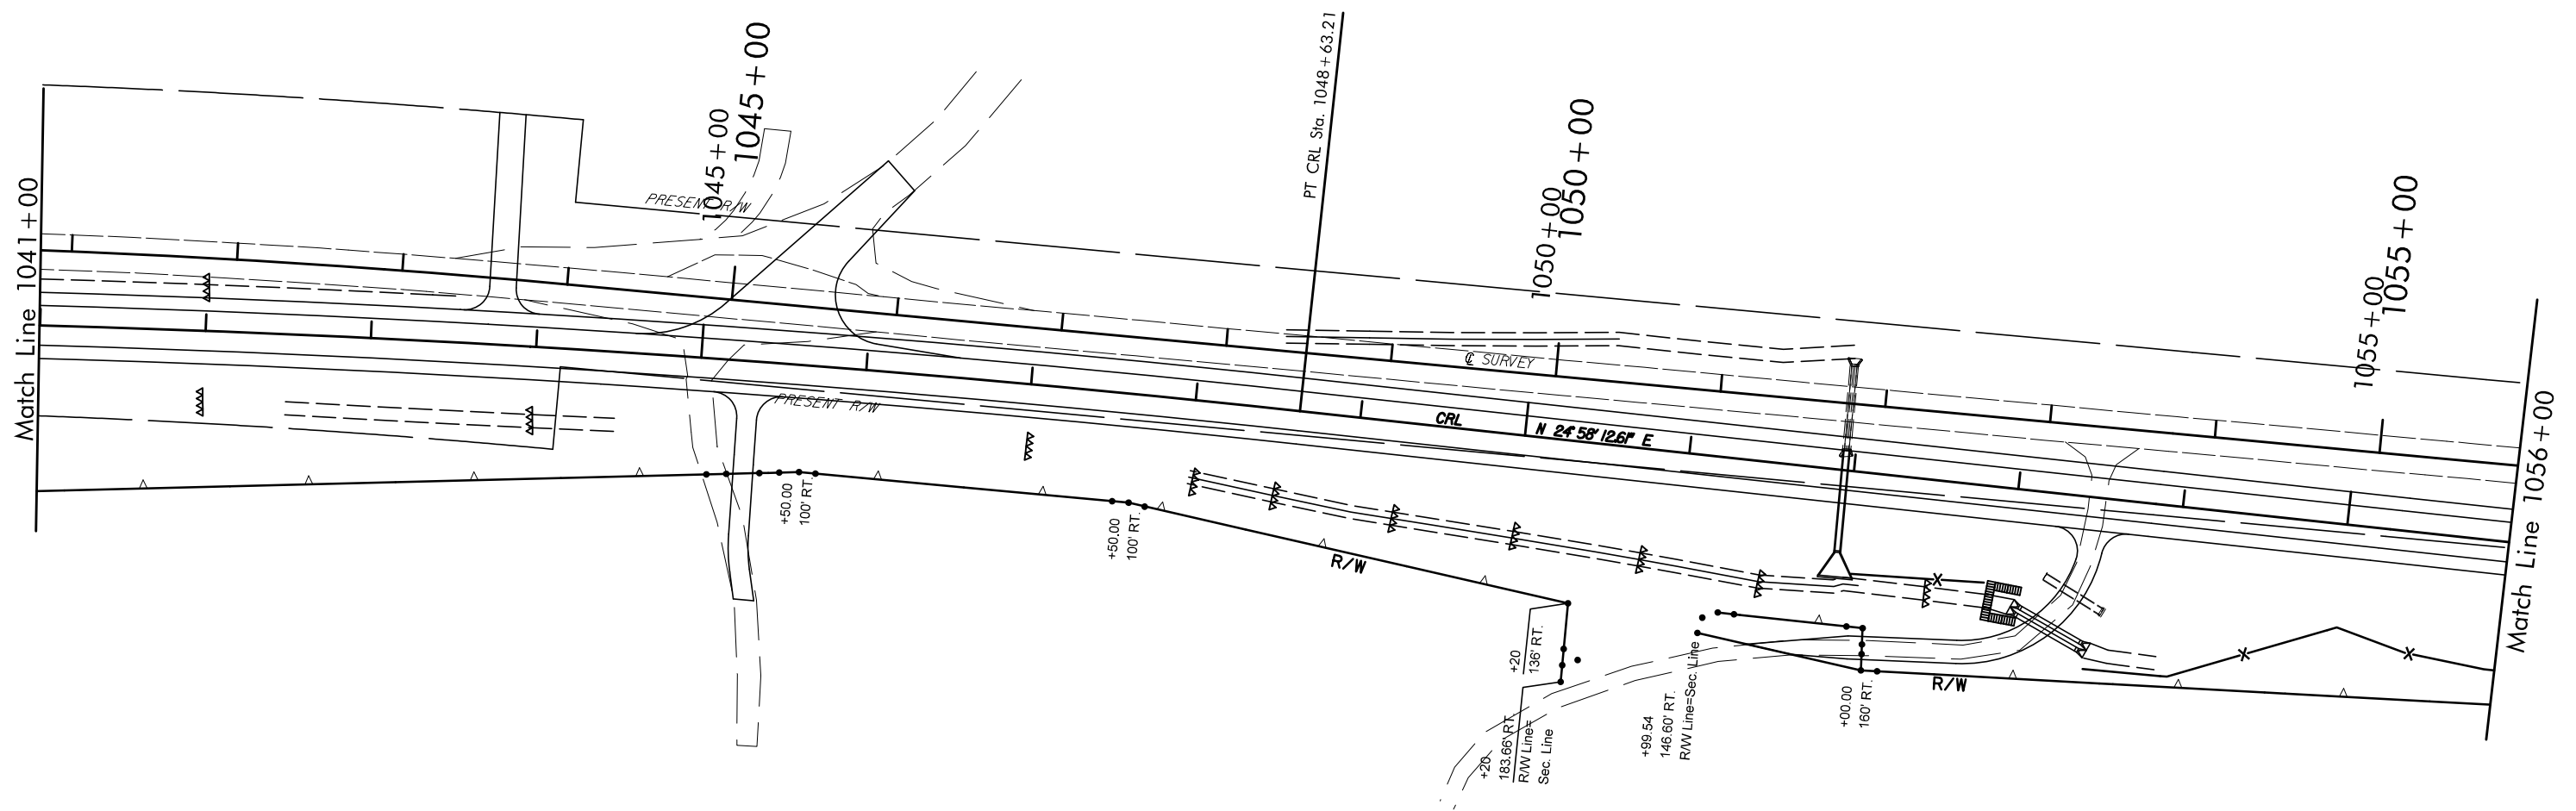 Match Line 1041+00
PRESENT R/W
1045+00
1045+00
PT CRL Sta. 1048+63.21
1050+00
1050+00
1055+00
1055+00
Match Line 1056+00
℄ SURVEY
PRESENT R/W
CRL
N 24°58'12.61" E
+50.00
100' RT.
+50.00
100' RT.
R/W
+20
136' RT.
+20
183.66' RT.
R/W Line=
Sec. Line
+99.54
146.60' RT.
R/W Line=Sec. Line
+00.00
160' RT.
R/W